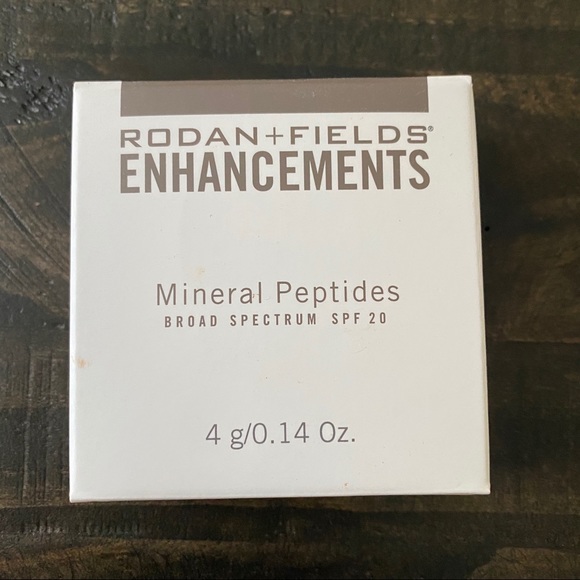 RODAN+FIELDS®
ENHANCEMENTS
Mineral Peptides
BROAD SPECTRUM SPF 20
4 g/0.14 Oz.